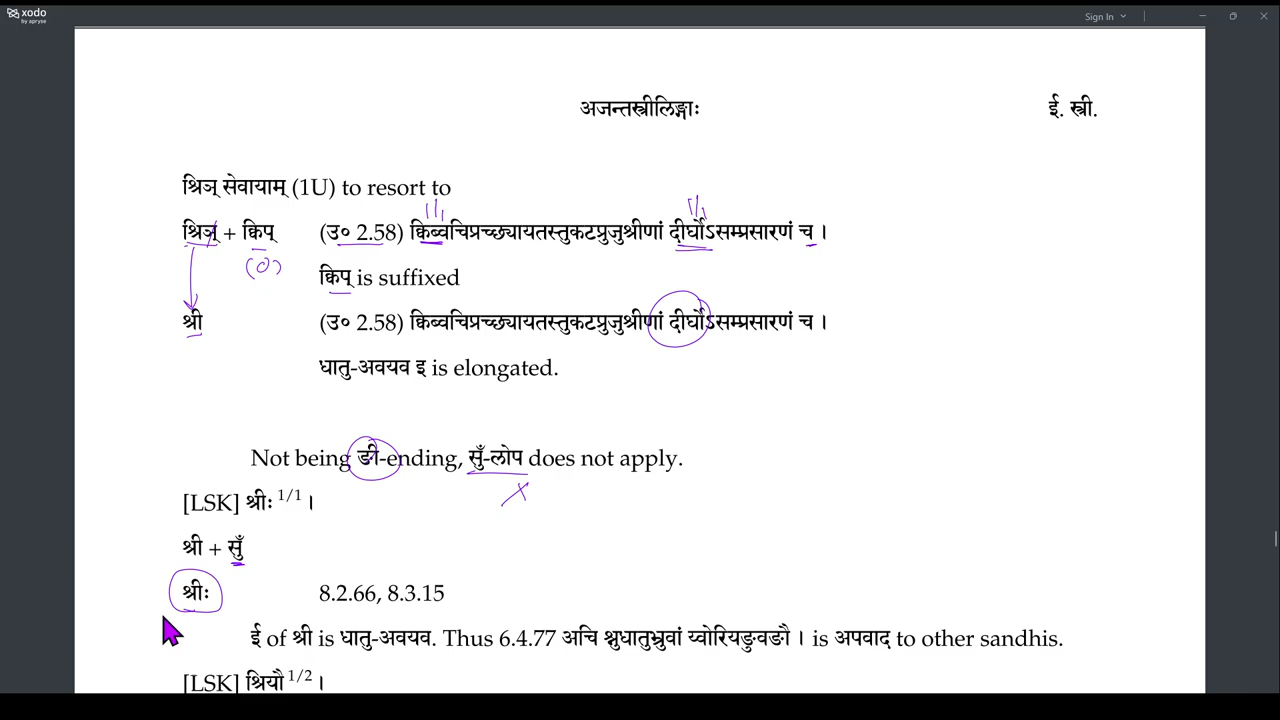 xodo
by apryse
Sign In
अजन्तस्त्रीलिङ्गाः ई. स्त्री.
श्रिञ् सेवायाम् (1U) to resort to
श्रिञ् + क्विप् (उ० 2.58) क्विब्वचिप्रच्छ्यायतस्तुकटप्रुजुश्रीणां दीर्घोऽसम्प्रसारणं च ।
(0)
क्विप् is suffixed
श्री (उ० 2.58) क्विब्वचिप्रच्छ्यायतस्तुकटप्रुजुश्रीणां दीर्घोऽसम्प्रसारणं च ।
धातु-अवयव इ is elongated.
Not being ङी-ending, सुँ-लोप does not apply.
[LSK] श्रीः 1/1 ।
श्री + सुँ
श्रीः 8.2.66, 8.3.15
ई of श्री is धातु-अवयव. Thus 6.4.77 अचि श्नुधातुभ्रुवां य्वोरियङुवङौ । is अपवाद to other sandhis.
[LSK] श्रियौ 1/2 ।